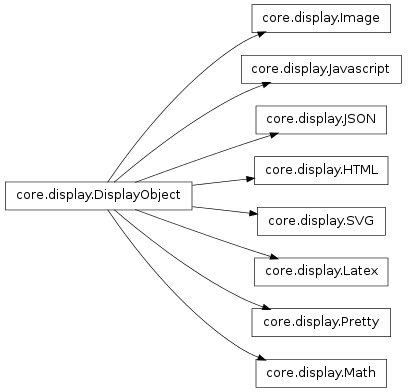 core.display.Image
core.display.Javascript
core.display.JSON
core.display.HTML
core.display.DisplayObject
core.display.SVG
core.display.Latex
core.display.Pretty
core.display.Math